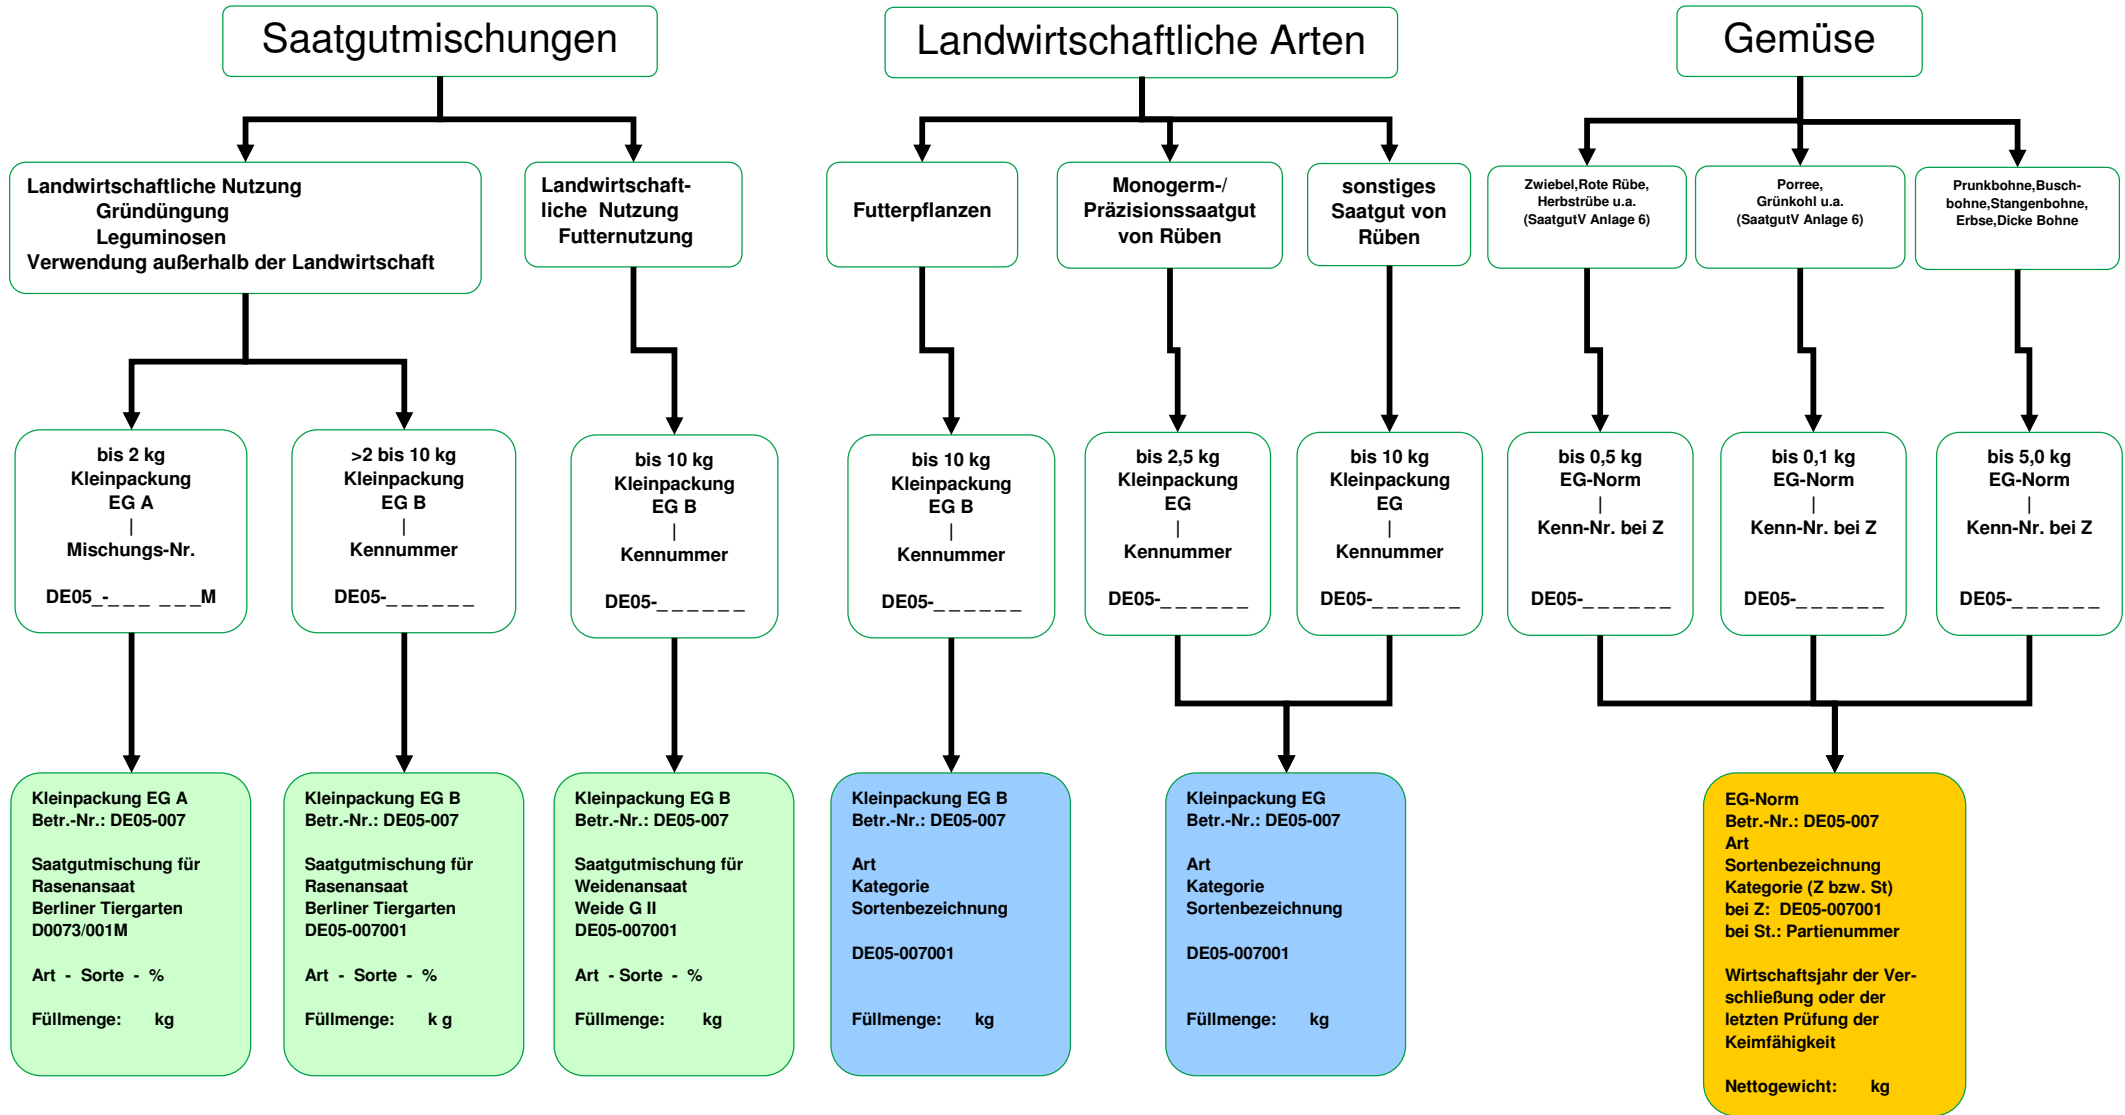 Saatgutmischungen
Landwirtschaftliche Arten
Gemüse
Landwirtschaftliche Nutzung
Gründüngung
Leguminosen
Verwendung außerhalb der Landwirtschaft
Landwirtschaft-
liche Nutzung
Futternutzung
Futterpflanzen
Monogerm-/
Präzisionssaatgut
von Rüben
sonstiges
Saatgut von
Rüben
Zwiebel,Rote Rübe,
Herbstrübe u.a.
(SaatgutV Anlage 6)
Porree,
Grünkohl u.a.
(SaatgutV Anlage 6)
Prunkbohne,Busch-
bohne,Stangenbohne,
Erbse,Dicke Bohne
bis 2 kg
Kleinpackung
EG A
|
Mischungs-Nr.
DE05_-_ _ _ _ _ _M
>2 bis 10 kg
Kleinpackung
EG B
|
Kennummer
DE05-_ _ _ _ _ _
bis 10 kg
Kleinpackung
EG B
|
Kennummer
DE05-_ _ _ _ _ _
bis 10 kg
Kleinpackung
EG B
|
Kennummer
DE05-_ _ _ _ _ _
bis 2,5 kg
Kleinpackung
EG
|
Kennummer
DE05-_ _ _ _ _ _
bis 10 kg
Kleinpackung
EG
|
Kennummer
DE05-_ _ _ _ _ _
bis 0,5 kg
EG-Norm
|
Kenn-Nr. bei Z
DE05-_ _ _ _ _ _
bis 0,1 kg
EG-Norm
|
Kenn-Nr. bei Z
DE05-_ _ _ _ _ _
bis 5,0 kg
EG-Norm
|
Kenn-Nr. bei Z
DE05-_ _ _ _ _ _
Kleinpackung EG A
Betr.-Nr.: DE05-007
Saatgutmischung für
Rasenansaat
Berliner Tiergarten
D0073/001M
Art - Sorte - %
Füllmenge: kg
Kleinpackung EG B
Betr.-Nr.: DE05-007
Saatgutmischung für
Rasenansaat
Berliner Tiergarten
DE05-007001
Art - Sorte - %
Füllmenge: k g
Kleinpackung EG B
Betr.-Nr.: DE05-007
Saatgutmischung für
Weidenansaat
Weide G II
DE05-007001
Art - Sorte - %
Füllmenge: kg
Kleinpackung EG B
Betr.-Nr.: DE05-007
Art
Kategorie
Sortenbezeichnung
DE05-007001
Füllmenge: kg
Kleinpackung EG
Betr.-Nr.: DE05-007
Art
Kategorie
Sortenbezeichnung
DE05-007001
Füllmenge: kg
EG-Norm
Betr.-Nr.: DE05-007
Art
Sortenbezeichnung
Kategorie (Z bzw. St)
bei Z: DE05-007001
bei St.: Partienummer
Wirtschaftsjahr der Ver-
schließung oder der
letzten Prüfung der
Keimfähigkeit
Nettogewicht: kg